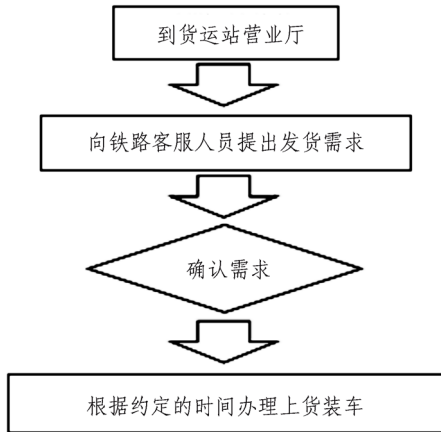 到货运站营业厅
向铁路客服人员提出发货需求
确认需求
根据约定的时间办理上货装车